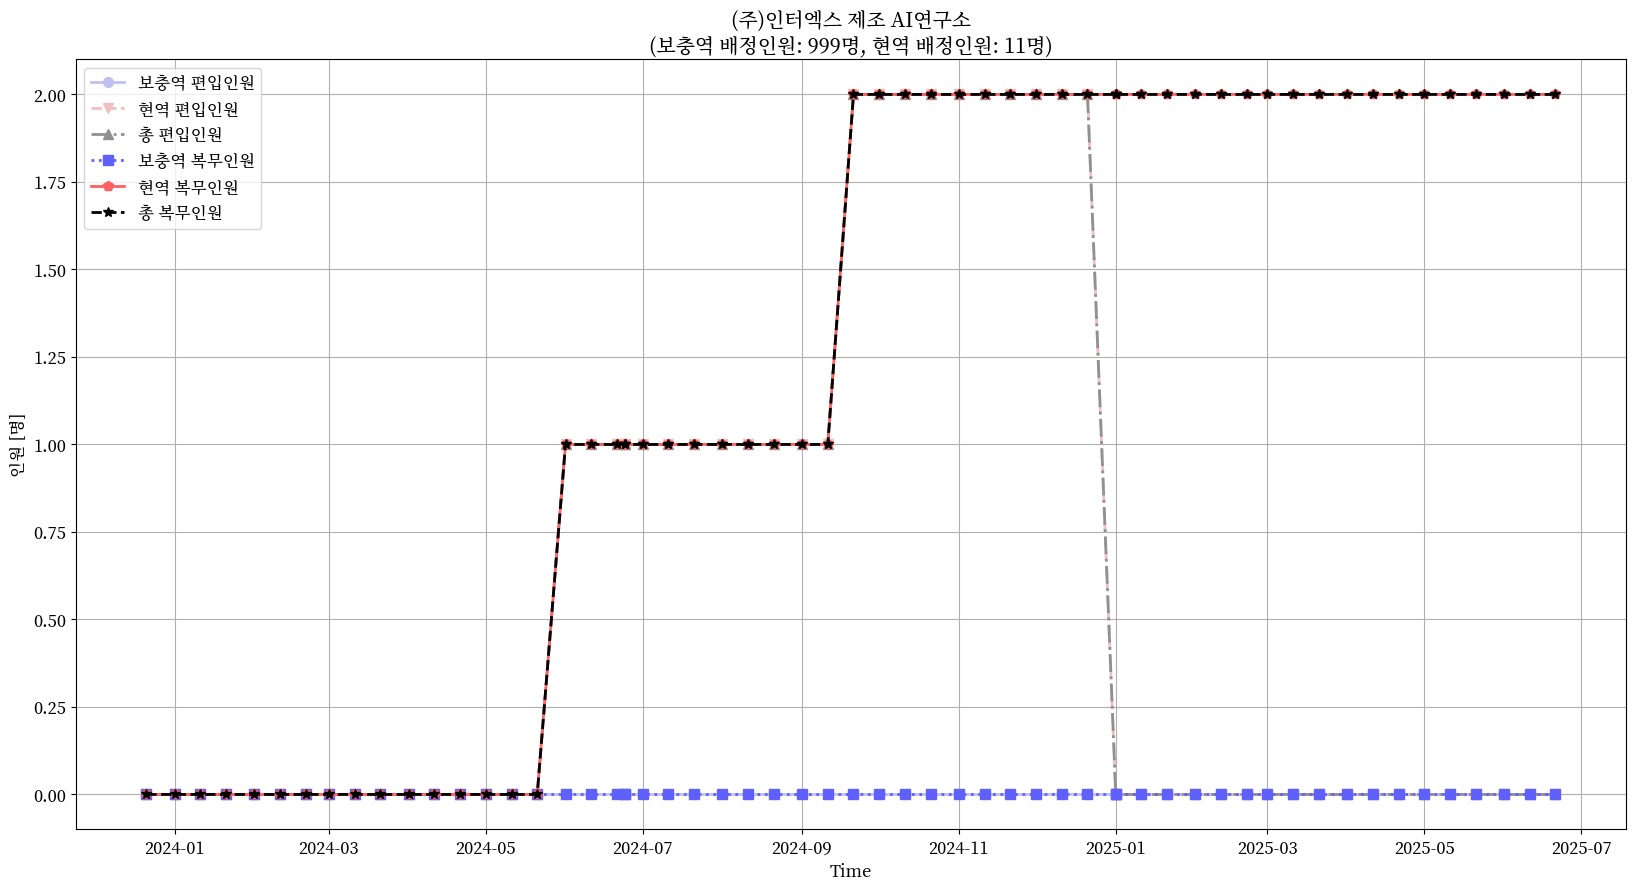 (주)인터엑스 제조 AI연구소
(보충역 배정인원: 999명, 현역 배정인원: 11명)
보충역 편입인원
현역 편입인원
총 편입인원
보충역 복무인원
현역 복무인원
총 복무인원
2.00
1.75
1.50
1.25
1.00
0.75
0.50
0.25
0.00
인원 [명]
2024-01
2024-03
2024-05
2024-07
2024-09
2024-11
2025-01
2025-03
2025-05
2025-07
Time